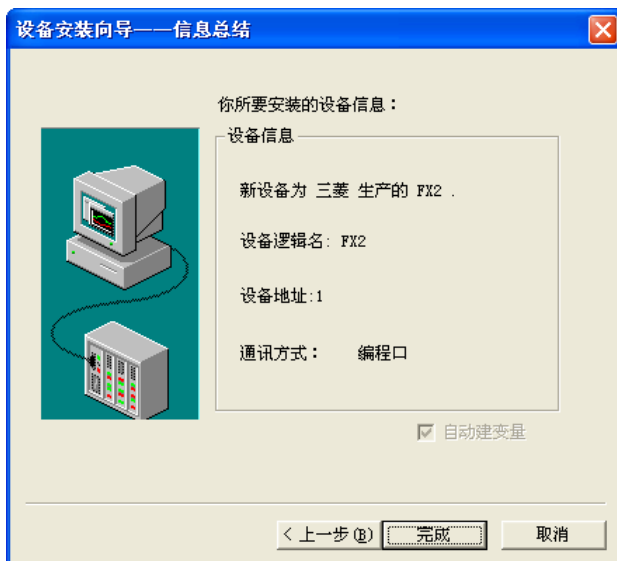 设备安装向导——信息总结
你所要安装的设备信息：
设备信息
新设备为 三菱 生产的 FX2 .
设备逻辑名: FX2
设备地址:1
通讯方式： 编程口
自动建变量
< 上一步(B) 完成 取消